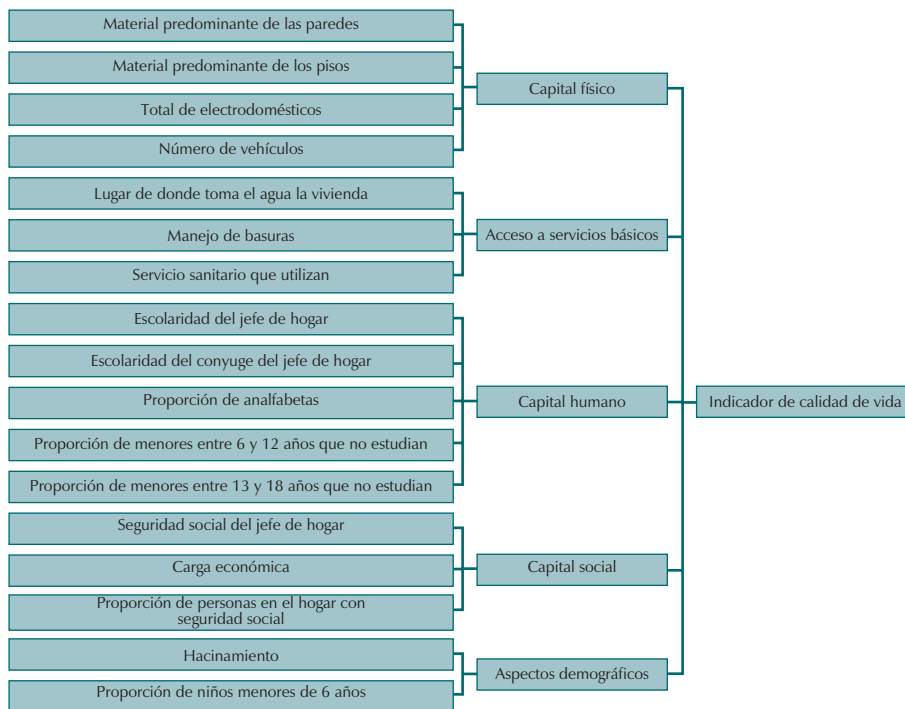 Material predominante de las paredes
Material predominante de los pisos
Total de electrodomésticos
Número de vehículos
Capital físico
Lugar de donde toma el agua la vivienda
Manejo de basuras
Servicio sanitario que utilizan
Acceso a servicios básicos
Escolaridad del jefe de hogar
Escolaridad del conyuge del jefe de hogar
Proporción de analfabetas
Proporción de menores entre 6 y 12 años que no estudian
Proporción de menores entre 13 y 18 años que no estudian
Capital humano
Seguridad social del jefe de hogar
Carga económica
Proporción de personas en el hogar con
seguridad social
Capital social
Hacinamiento
Proporción de niños menores de 6 años
Aspectos demográficos
Indicador de calidad de vida